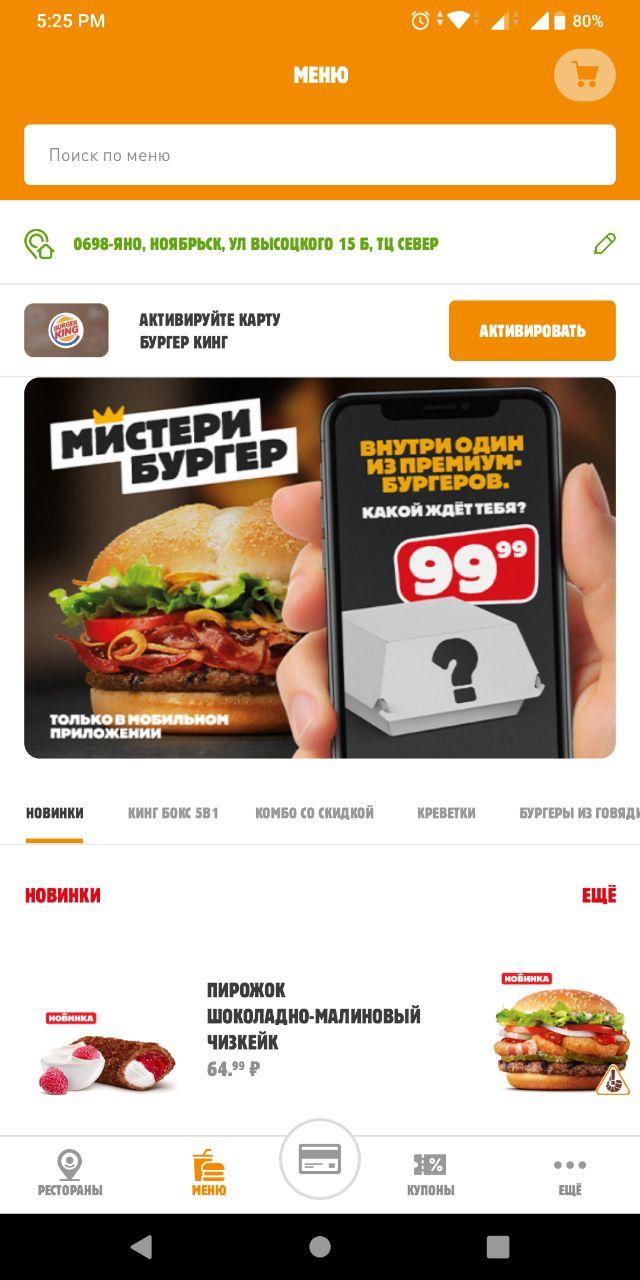 5:25 PM
80%
МЕНЮ
Поиск по меню
0698-ЯНО, НОЯБРЬСК, УЛ ВЫСОЦКОГО 15 Б, ТЦ СЕВЕР
BURGER
KING
АКТИВИРУЙТЕ КАРТУ
БУРГЕР КИНГ
АКТИВИРОВАТЬ
МИСТЕРИ
БУРГЕР
ВНУТРИ ОДИН
ИЗ ПРЕМИУМ-
БУРГЕРОВ.
КАКОЙ ЖДЁТ ТЕБЯ?
99⁹⁹
?
ТОЛЬКО В МОБИЛЬНОМ
ПРИЛОЖЕНИИ
НОВИНКИ КИНГ БОКС 5В1 КОМБО СО СКИДКОЙ КРЕВЕТКИ БУРГЕРЫ ИЗ ГОВЯДИ
НОВИНКИ
ЕЩЁ
НОВИНКА
ПИРОЖОК
ШОКОЛАДНО-МАЛИНОВЫЙ
ЧИЗКЕЙК
64.⁹⁹ ₽
НОВИНКА
%
РЕСТОРАНЫ МЕНЮ КУПОНЫ ЕЩЁ